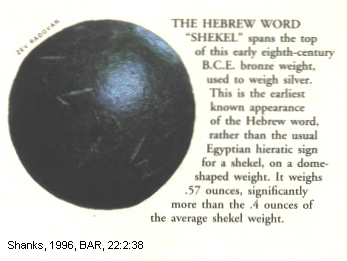 ZEV RADOVAN
THE HEBREW WORD
"SHEKEL" spans the top
of this early eighth-century
B.C.E. bronze weight,
used to weigh silver.
This is the earliest
known appearance
of the Hebrew word,
rather than the usual
Egyptian hieratic sign
for a shekel, on a dome-
shaped weight. It weighs
.57 ounces, significantly
more than the .4 ounces of
the average shekel weight.
Shanks, 1996, BAR, 22:2:38